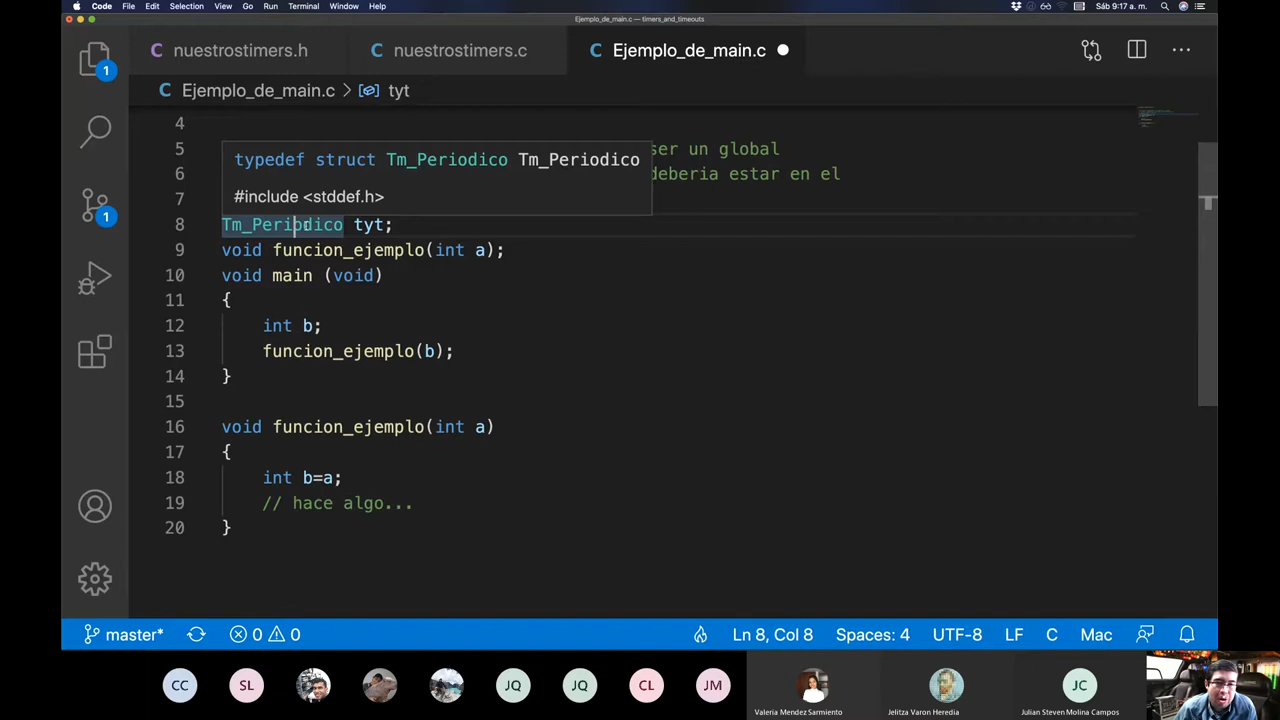 Code File Edit Selection View Go Run Terminal Window Help
Sáb 9:17 a. m.
Ejemplo_de_main.c — timers_and_timeouts
C nuestrostimers.h
C nuestrostimers.c
C Ejemplo_de_main.c
1
C Ejemplo_de_main.c > tyt
4
5 ser un global
6 deberia estar en el
7
typedef struct Tm_Periodico Tm_Periodico
#include <stddef.h>
8 Tm_Periodico tyt;
9 void funcion_ejemplo(int a);
10 void main (void)
11 {
12 int b;
13 funcion_ejemplo(b);
14 }
15
16 void funcion_ejemplo(int a)
17 {
18 int b=a;
19 // hace algo...
20 }
1
master* 0 0 Ln 8, Col 8 Spaces: 4 UTF-8 LF C Mac
CC SL JQ JQ CL JM JC
Valeria Mendez Sarmiento
Jelitza Varon Heredia
Julian Steven Molina Campos